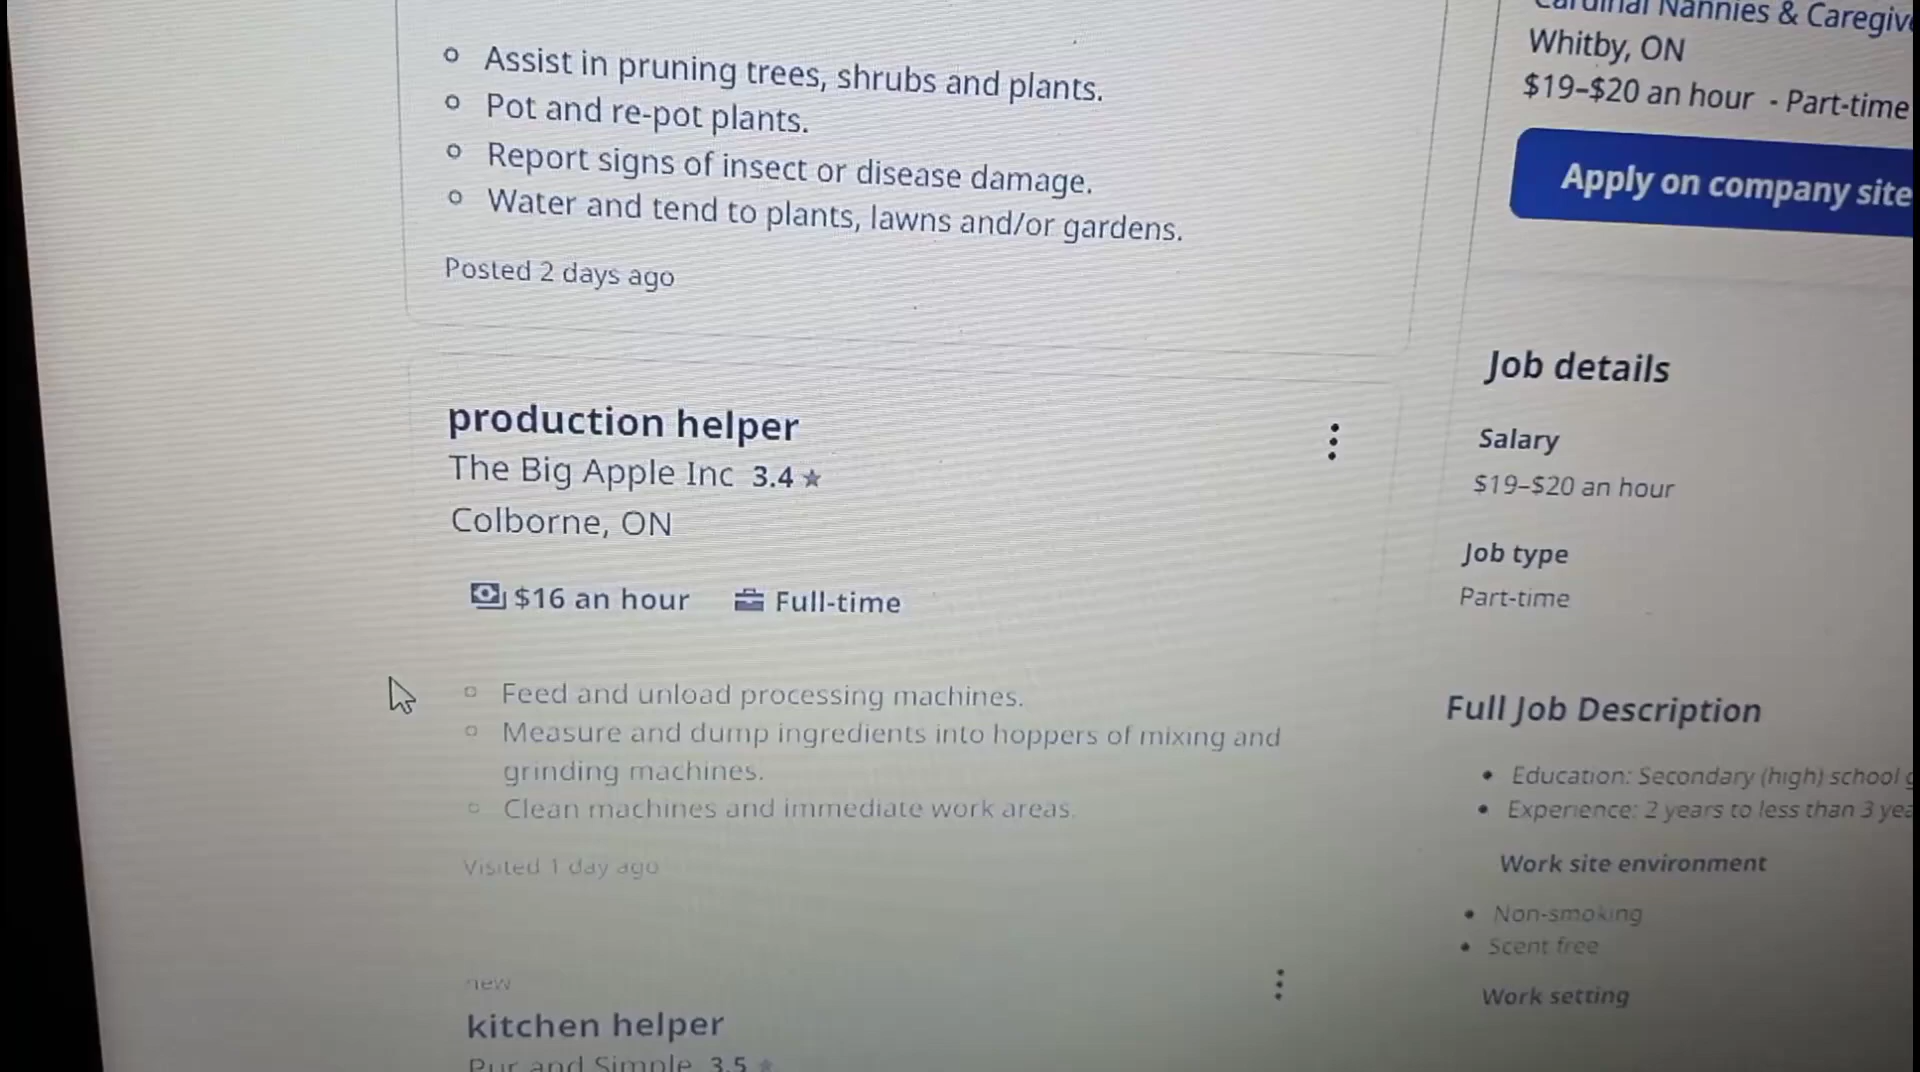 Assist in pruning trees, shrubs and plants.
Pot and re-pot plants.
Report signs of insect or disease damage.
Water and tend to plants, lawns and/or gardens.
Posted 2 days ago
production helper
The Big Apple Inc 3.4 ★
Colborne, ON
$16 an hour Full-time
Feed and unload processing machines.
Measure and dump ingredients into hoppers of mixing and
grinding machines.
Clean machines and immediate work areas.
Visited 1 day ago
new
kitchen helper
Pur and Simple 3.5 ★
Cardinal Nannies &
Whitby, ON
$19–$20 an hour - Part-time
Apply on company site
Job details
Salary
$19–$20 an hour
Job type
Part-time
Full Job Description
Education: Secondary (high) school
Experience: 2 years to less than 3
Work site environment
Non-smoking
Scent free
Work setting